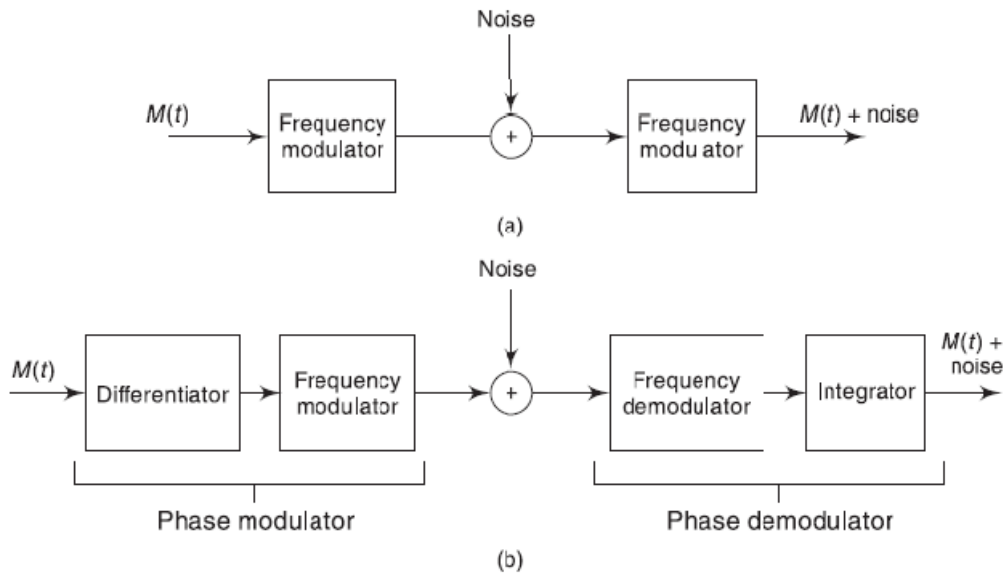 Noise
M(t)
Frequency
modulator
+
Frequency
modu ator
M(t) + noise
(a)
Noise
M(t)
Differentiator
Frequency
modulator
+
Frequency
demodulator
Integrator
M(t) +
noise
Phase modulator
Phase demodulator
(b)